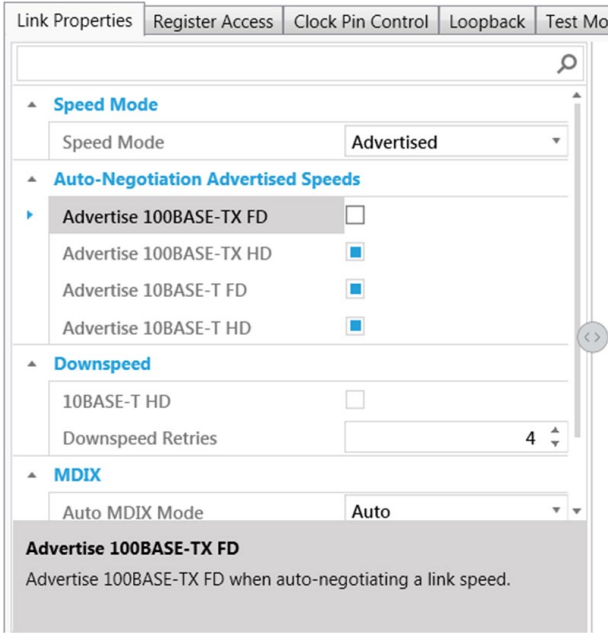 Link Properties Register Access Clock Pin Control Loopback Test Mo
Speed Mode
Speed Mode Advertised
Auto-Negotiation Advertised Speeds
Advertise 100BASE-TX FD
Advertise 100BASE-TX HD
Advertise 10BASE-T FD
Advertise 10BASE-T HD
Downspeed
10BASE-T HD
Downspeed Retries 4
MDIX
Auto MDIX Mode Auto
Advertise 100BASE-TX FD
Advertise 100BASE-TX FD when auto-negotiating a link speed.